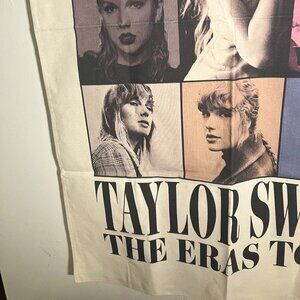 TAYLOR SW
THE ERAS TO